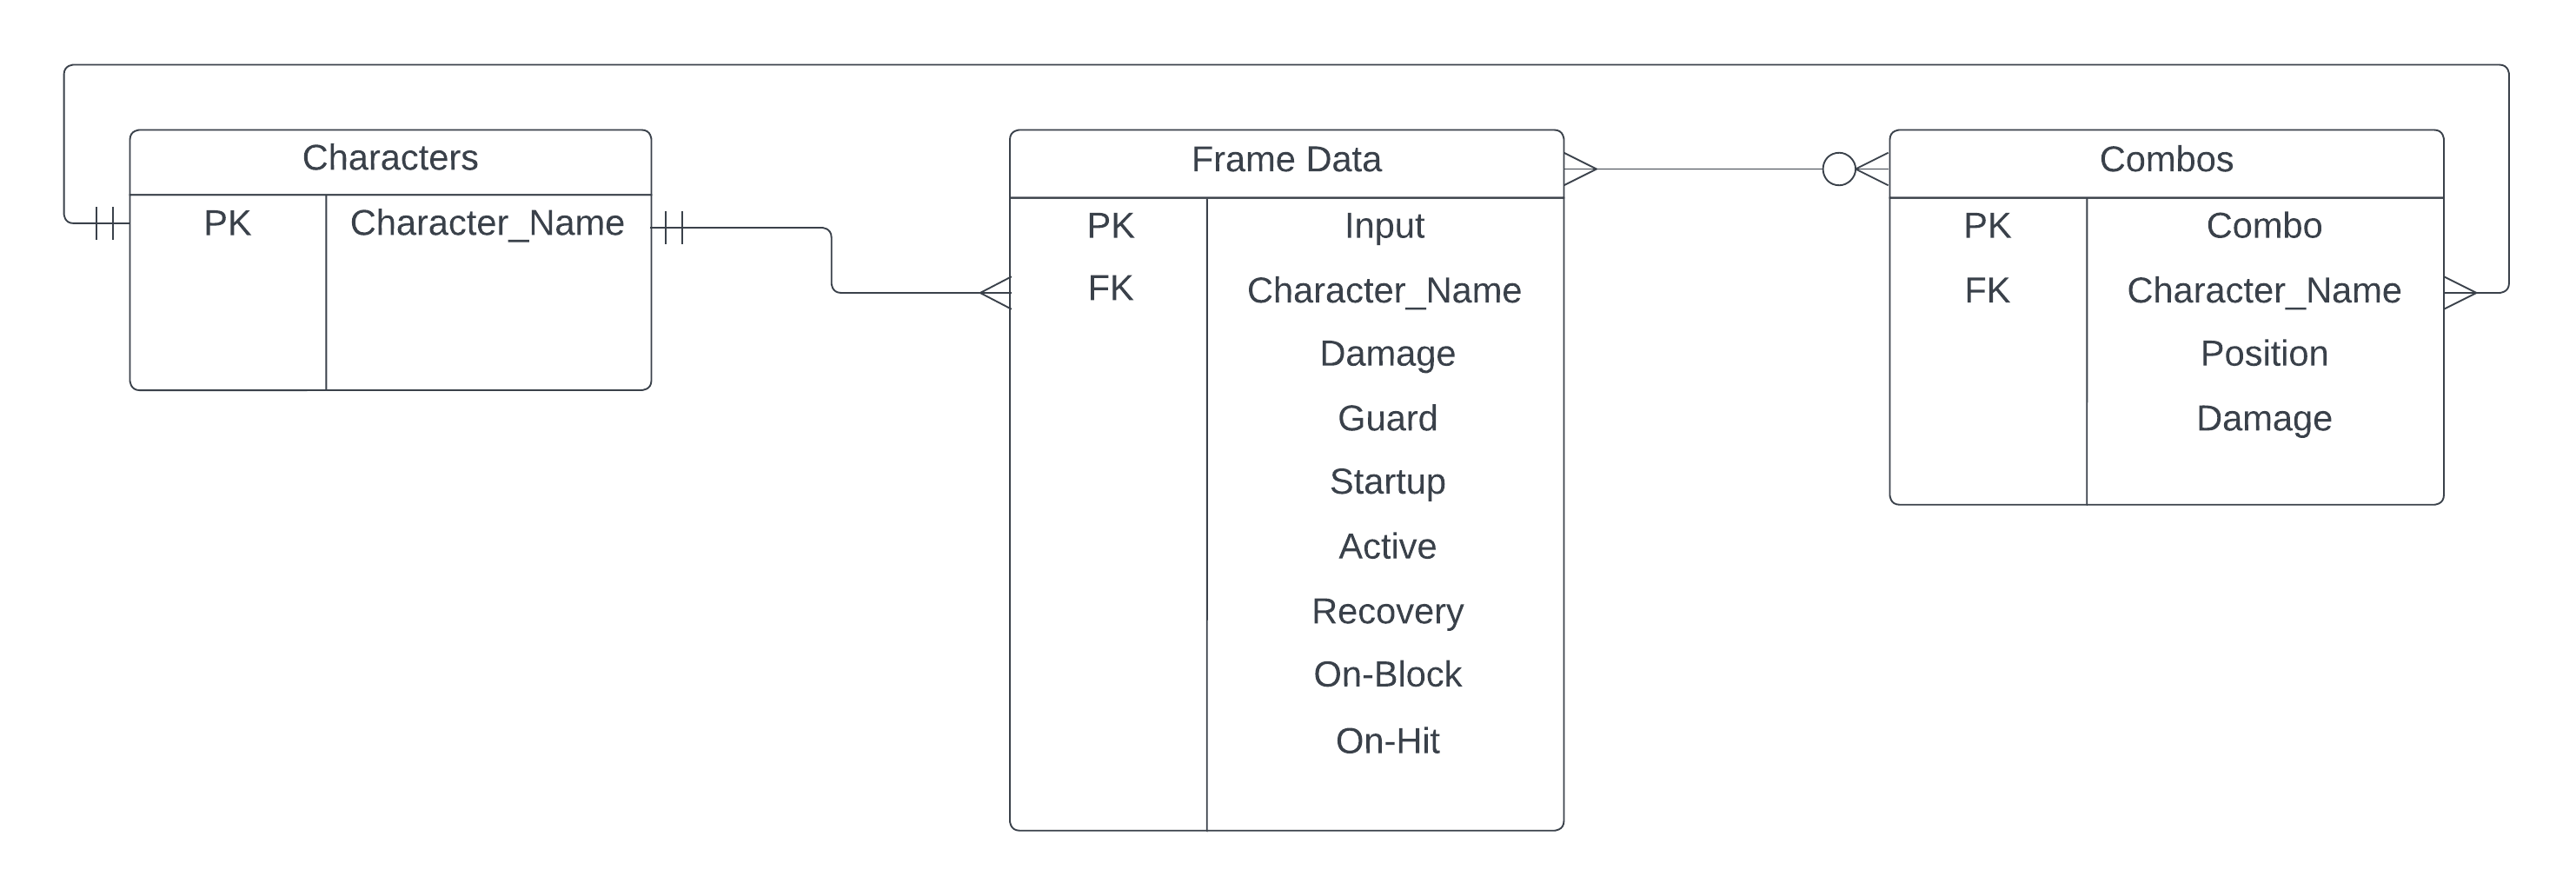 Characters
PK Character_Name
Frame Data
PK Input
FK Character_Name
Damage
Guard
Startup
Active
Recovery
On-Block
On-Hit
Combos
PK Combo
FK Character_Name
Position
Damage